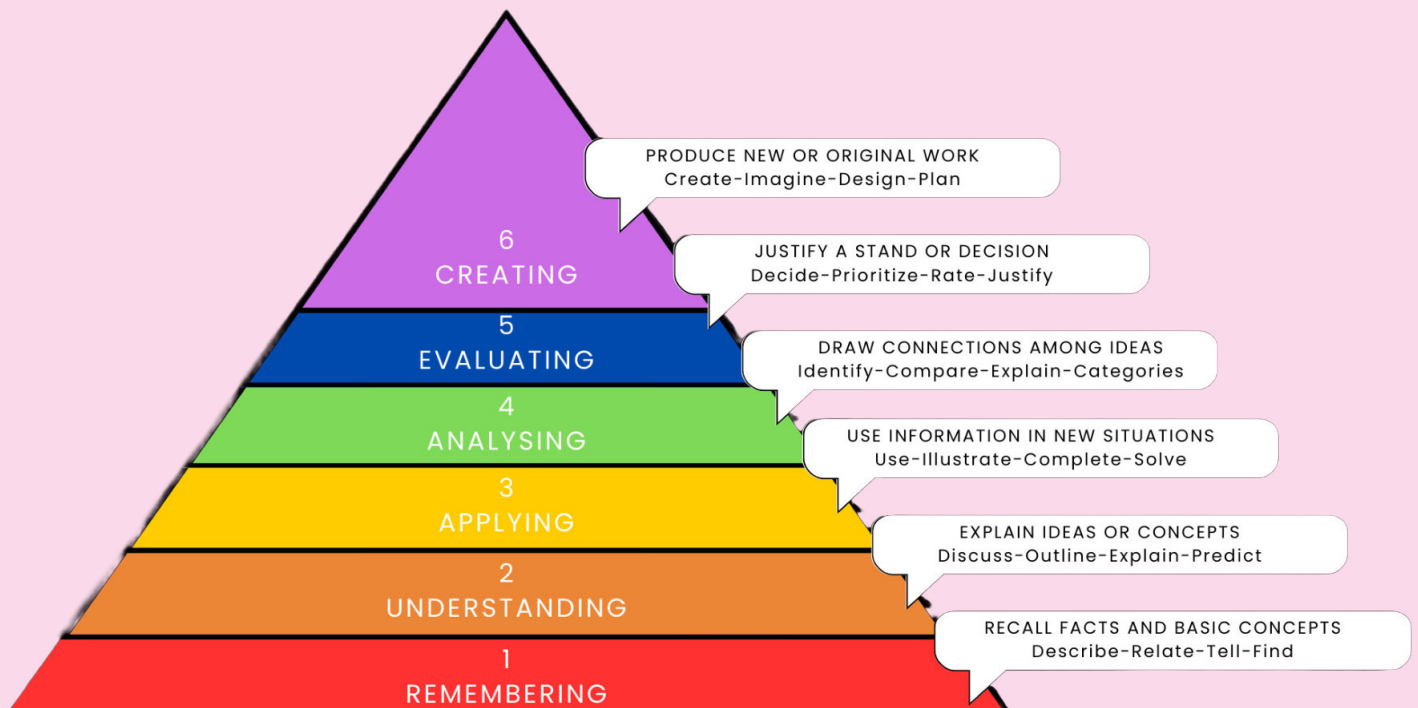 PRODUCE NEW OR ORIGINAL WORK
Create-Imagine-Design-Plan
6
CREATING
JUSTIFY A STAND OR DECISION
Decide-Prioritize-Rate-Justify
5
EVALUATING
DRAW CONNECTIONS AMONG IDEAS
Identify-Compare-Explain-Categories
4
ANALYSING
USE INFORMATION IN NEW SITUATIONS
Use-Illustrate-Complete-Solve
3
APPLYING
EXPLAIN IDEAS OR CONCEPTS
Discuss-Outline-Explain-Predict
2
UNDERSTANDING
RECALL FACTS AND BASIC CONCEPTS
Describe-Relate-Tell-Find
1
REMEMBERING